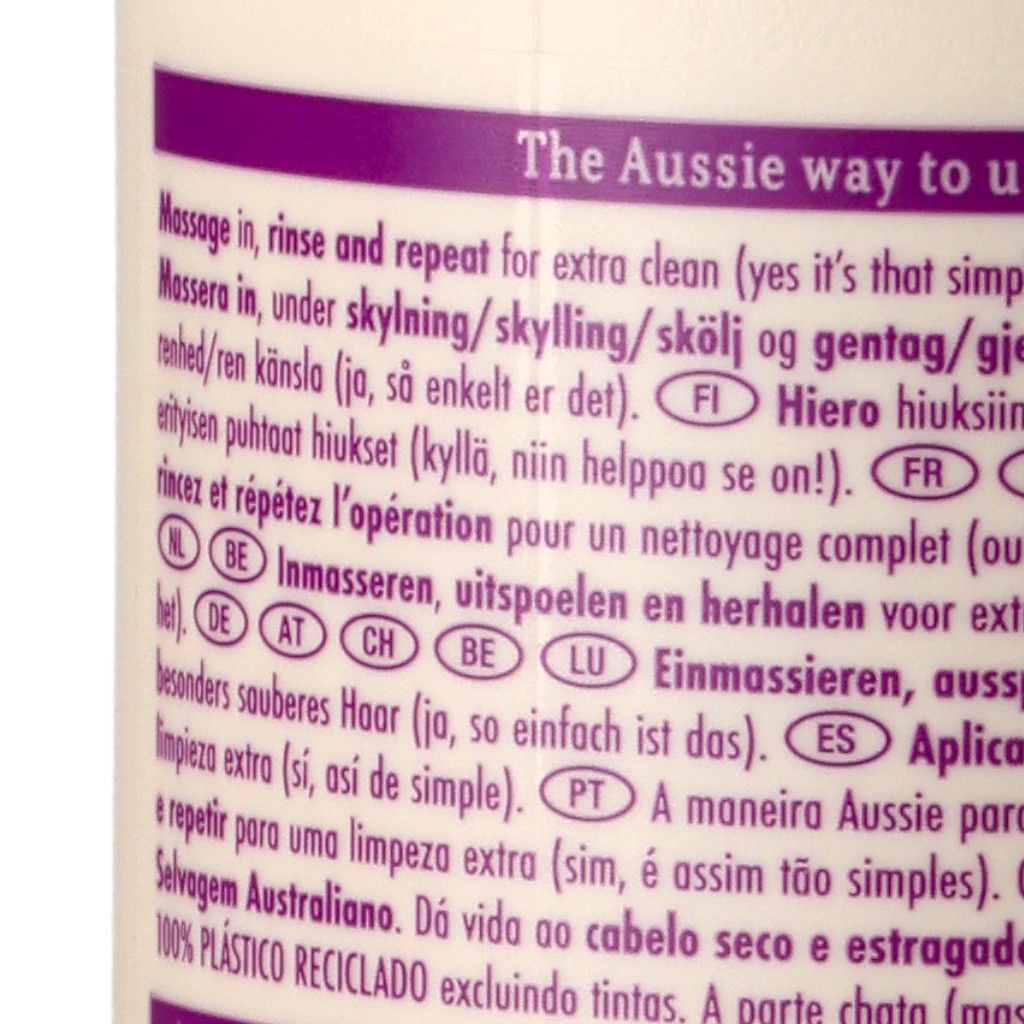 The Aussie way to u
Massage in, rinse and repeat for extra clean (yes it's that simp
Massera in, under skylning/skylling/skölj og gentag/gje
renhed/ren känsla (ja, så enkelt er det). FI Hiero hiuksiin
erityisen puhtaat hiukset (kyllä, niin helppoa se on!). FR
rincez et répétez l'opération pour un nettoyage complet (ou
NL BE Inmasseren, uitspoelen en herhalen voor ext
het). DE AT CH BE LU Einmassieren, aussp
besonders sauberes Haar (ja, so einfach ist das). ES Aplica
limpieza extra (sí, así de simple). PT A maneira Aussie para
e repetir para uma limpeza extra (sim, é assim tão simples).
Selvagem Australiano. Dá vida ao cabelo seco e estragado
100% PLÁSTICO RECICLADO excluindo tintas. A parte chata (mas